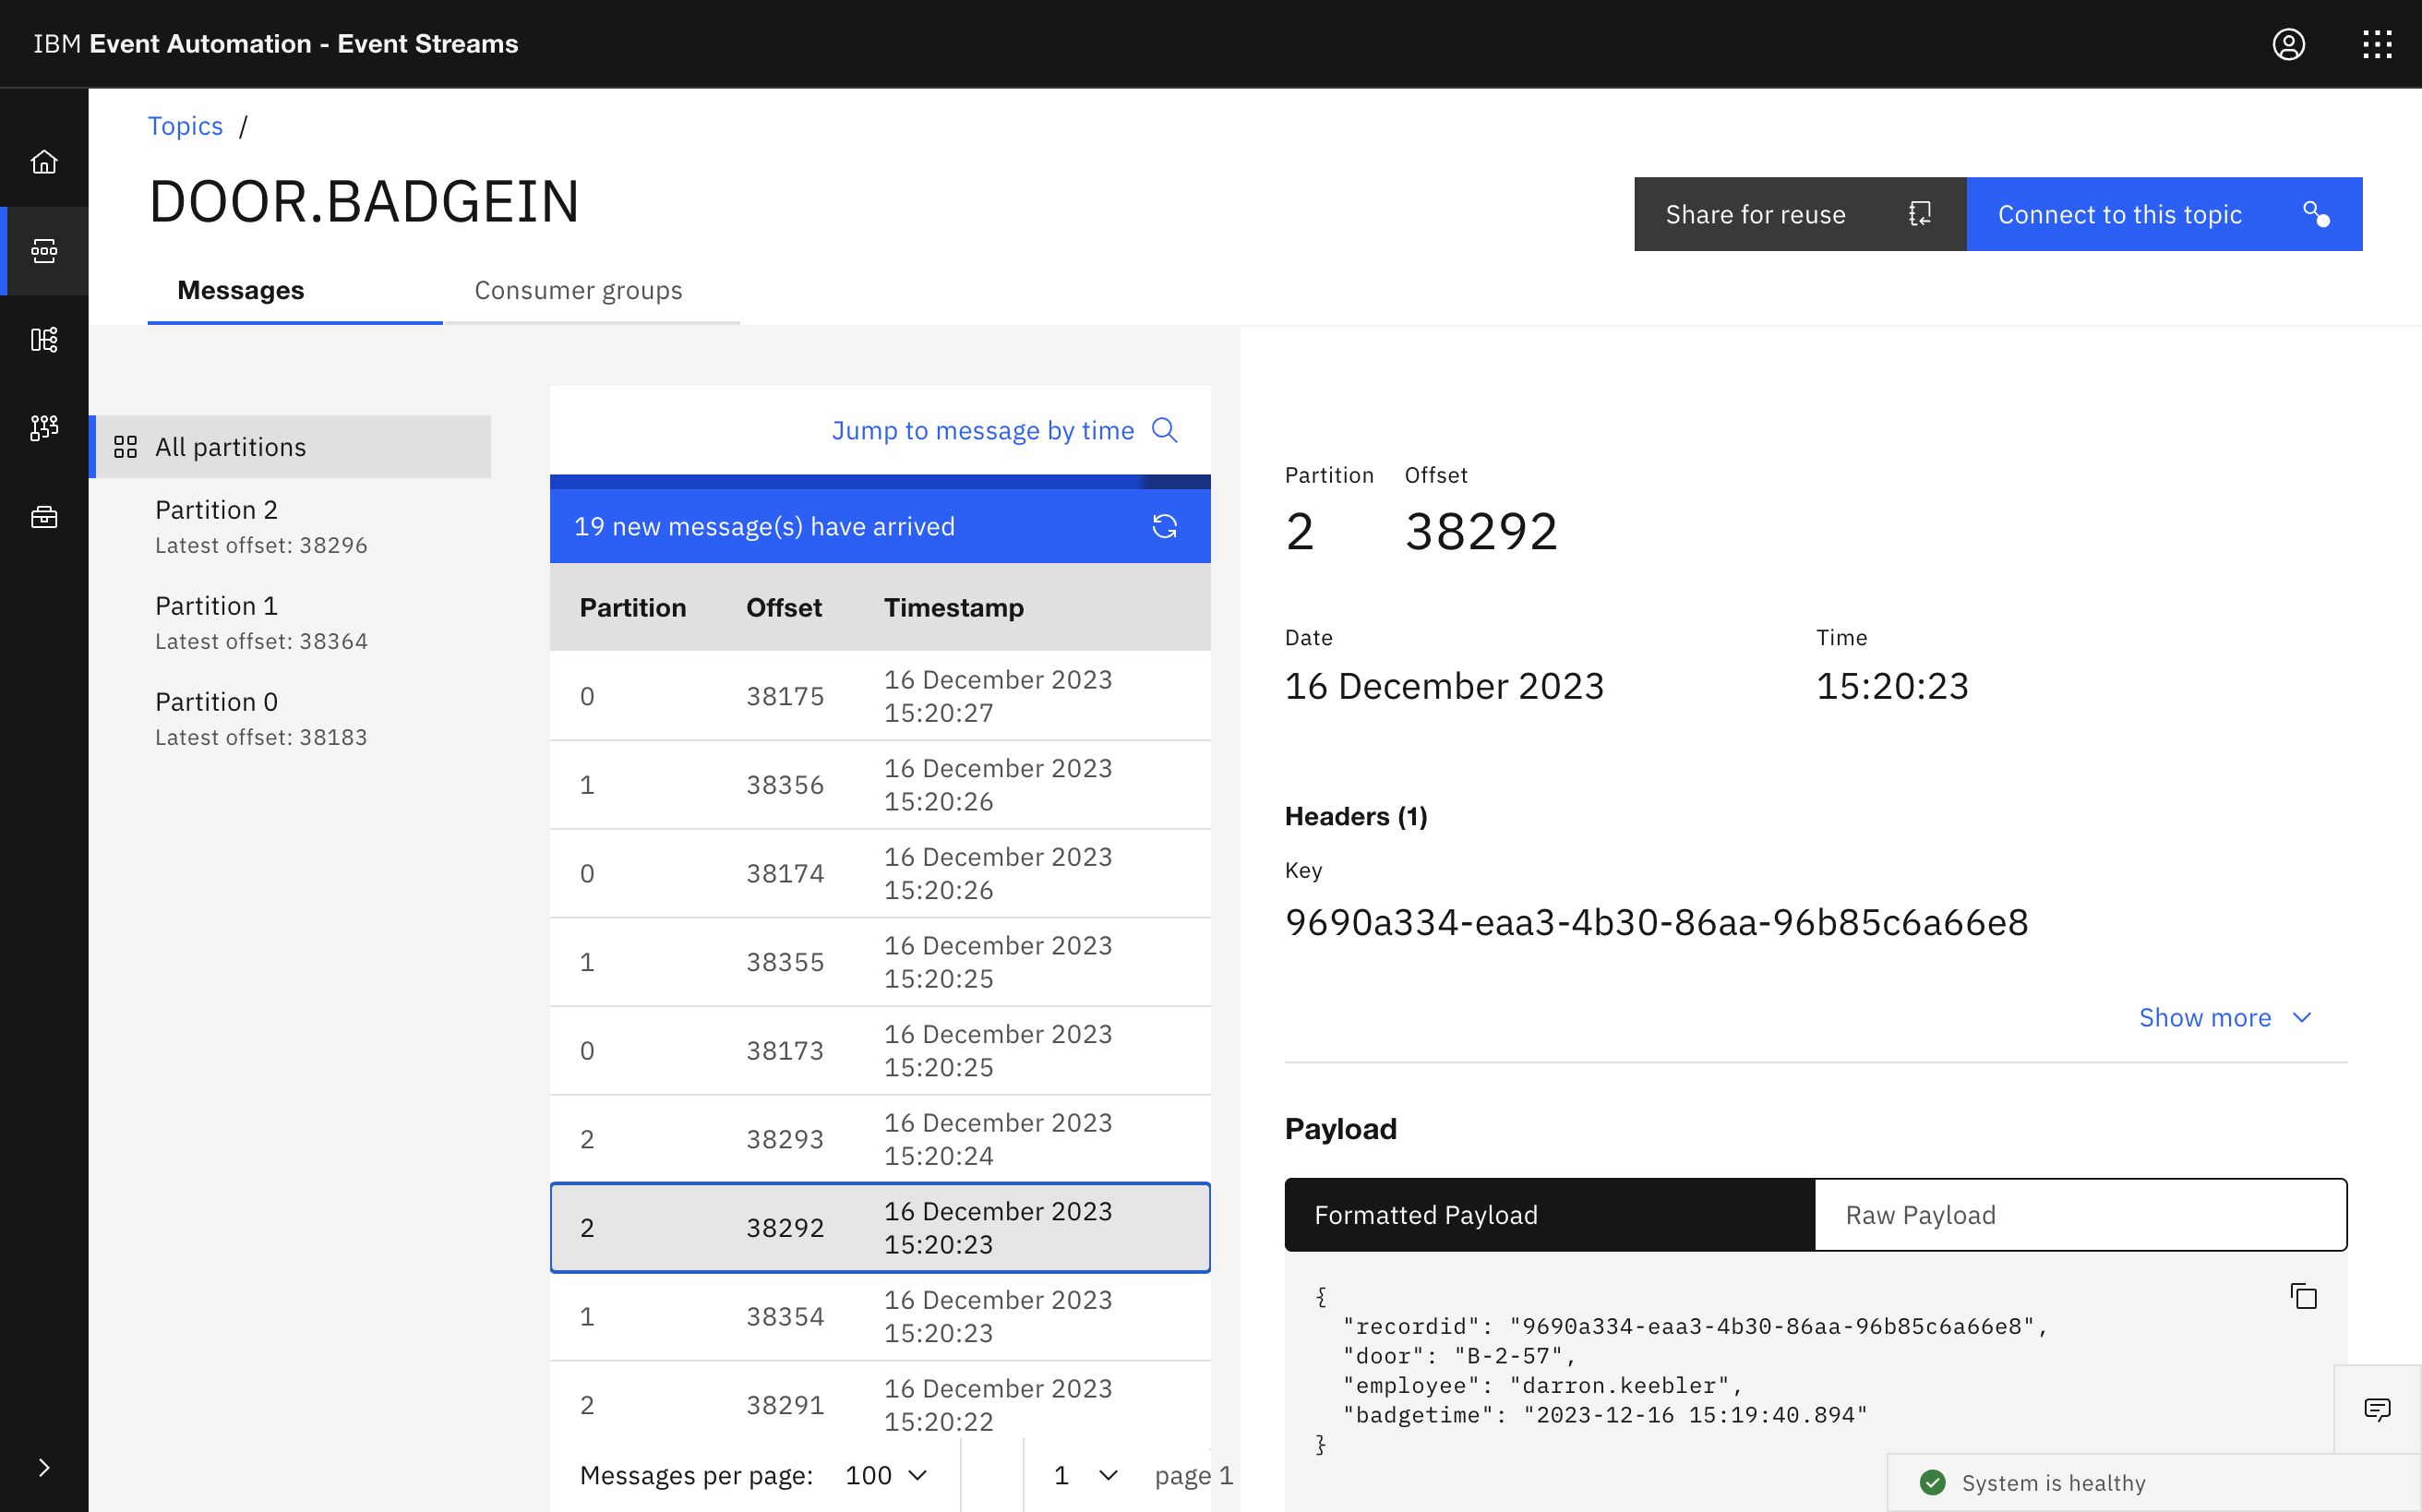 IBM Event Automation - Event Streams
Topics /
DOOR.BADGEIN
Share for reuse
Connect to this topic
Messages
Consumer groups
All partitions
Partition 2
Latest offset: 38296
Partition 1
Latest offset: 38364
Partition 0
Latest offset: 38183
Jump to message by time
19 new message(s) have arrived
Partition Offset Timestamp
0 38175 16 December 2023
15:20:27
1 38356 16 December 2023
15:20:26
0 38174 16 December 2023
15:20:26
1 38355 16 December 2023
15:20:25
0 38173 16 December 2023
15:20:25
2 38293 16 December 2023
15:20:24
2 38292 16 December 2023
15:20:23
1 38354 16 December 2023
15:20:23
2 38291 16 December 2023
15:20:22
Messages per page: 100 1 page 1
Partition Offset
2 38292
Date Time
16 December 2023 15:20:23
Headers (1)
Key
9690a334-eaa3-4b30-86aa-96b85c6a66e8
Show more
Payload
Formatted Payload
Raw Payload
{
"recordid": "9690a334-eaa3-4b30-86aa-96b85c6a66e8",
"door": "B-2-57",
"employee": "darron.keebler",
"badgetime": "2023-12-16 15:19:40.894"
}
System is healthy